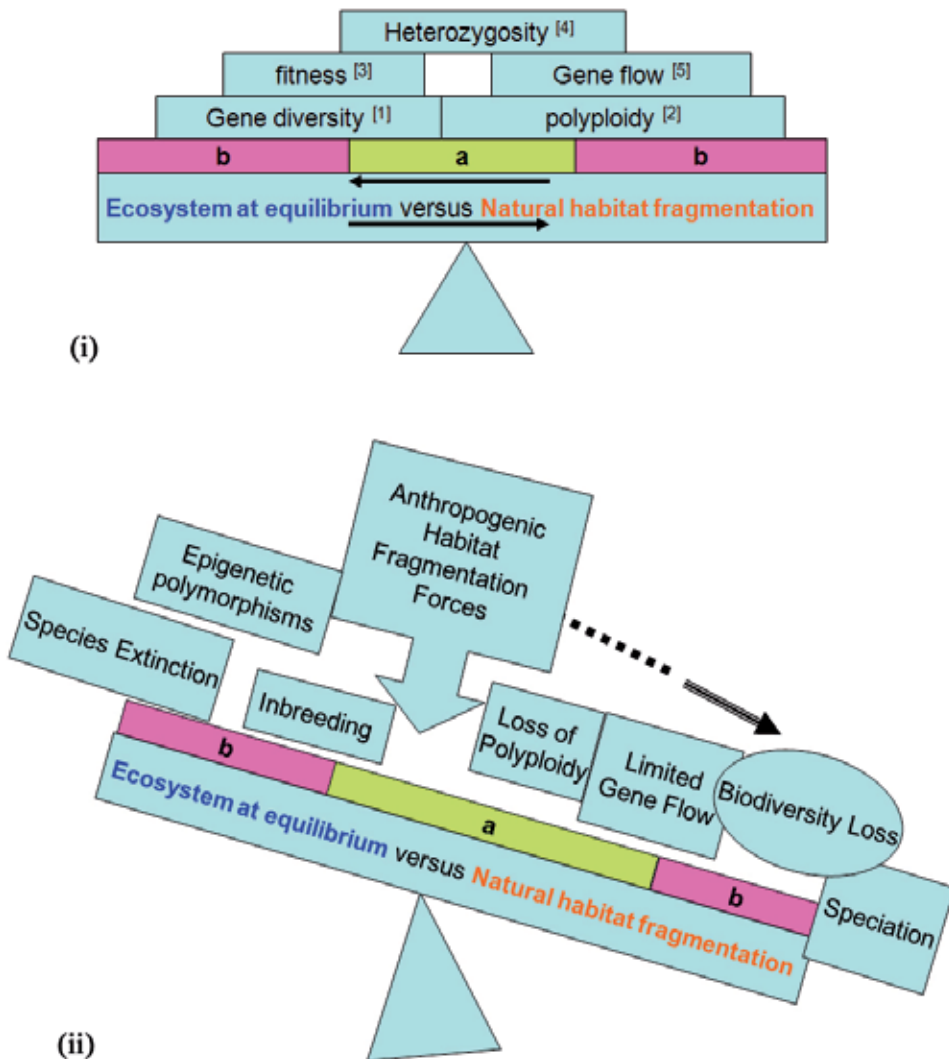 Heterozygosity [4]
fitness [3]
Gene flow [5]
Gene diversity [1]
polyploidy [2]
b
a
b
Ecosystem at equilibrium versus Natural habitat fragmentation
(i)
Anthropogenic
Habitat
Fragmentation
Forces
Epigenetic
polymorphisms
Species Extinction
Inbreeding
Loss of
Polyploidy
Limited
Gene Flow
Biodiversity Loss
Speciation
b
a
b
Ecosystem at equilibrium versus Natural habitat fragmentation
(ii)